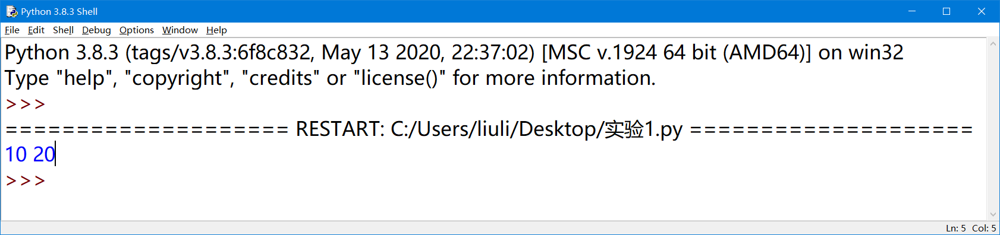 Python 3.8.3 Shell
File Edit Shell Debug Options Window Help
Python 3.8.3 (tags/v3.8.3:6f8c832, May 13 2020, 22:37:02) [MSC v.1924 64 bit (AMD64)] on win32
Type "help", "copyright", "credits" or "license()" for more information.
>>>
==================== RESTART: C:/Users/liuli/Desktop/实验1.py ====================
10 20
>>>
Ln: 5 Col: 5